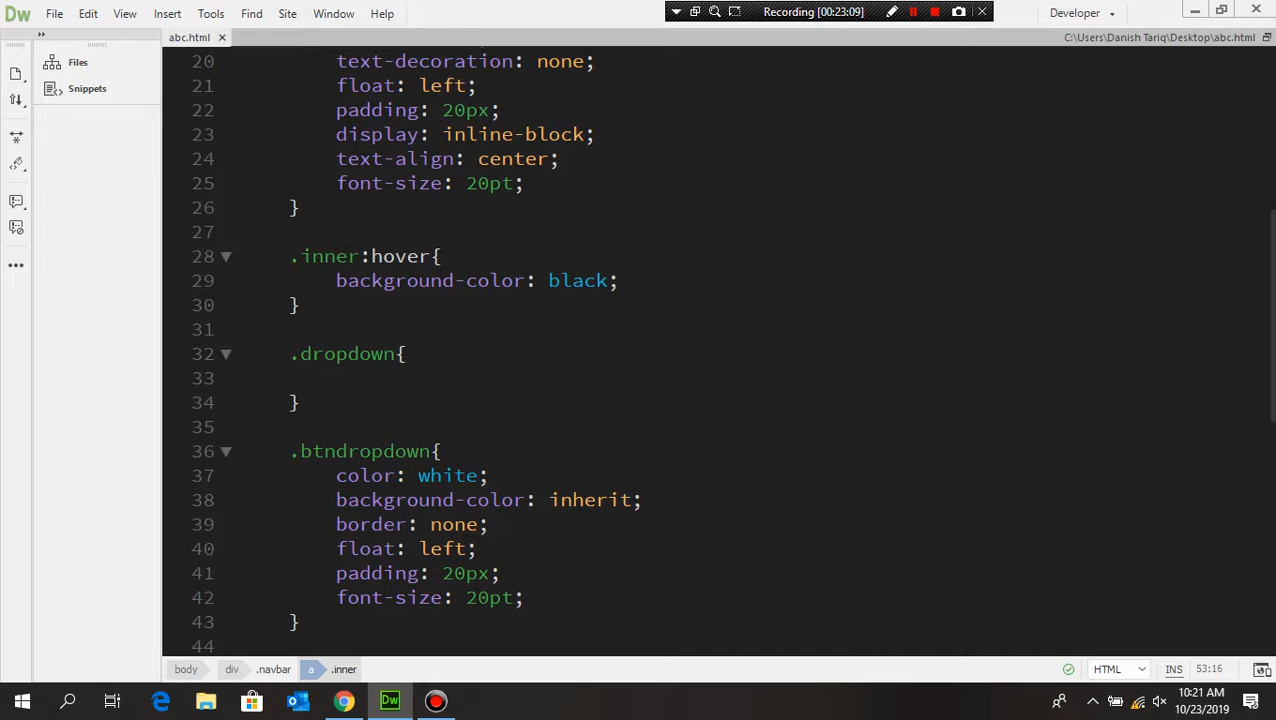 Dw File Edit View Insert Tools Find Site Window Help Recording [00:23:09] Developer
abc.html C:\Users\Danish Tariq\Desktop\abc.html
Files
Snippets
20 text-decoration: none;
21 float: left;
22 padding: 20px;
23 display: inline-block;
24 text-align: center;
25 font-size: 20pt;
26 }
27
28 .inner:hover{
29 background-color: black;
30 }
31
32 .dropdown{
33
34 }
35
36 .btndropdown{
37 color: white;
38 background-color: inherit;
39 border: none;
40 float: left;
41 padding: 20px;
42 font-size: 20pt;
43 }
44
body div .navbar a .inner HTML INS 53:16
Dw 10:21 AM
10/23/2019